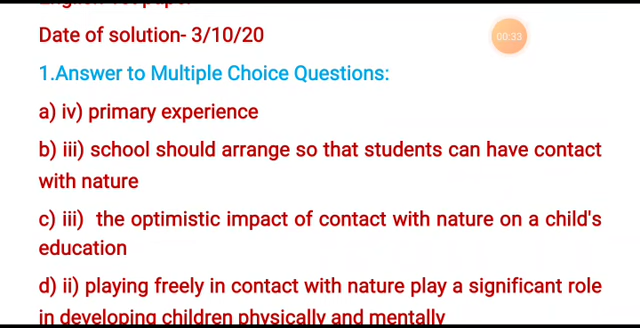 Date of solution- 3/10/20
00:33
1.Answer to Multiple Choice Questions:
a) iv) primary experience
b) iii) school should arrange so that students can have contact
with nature
c) iii) the optimistic impact of contact with nature on a child's
education
d) ii) playing freely in contact with nature play a significant role
in developing children physically and mentally